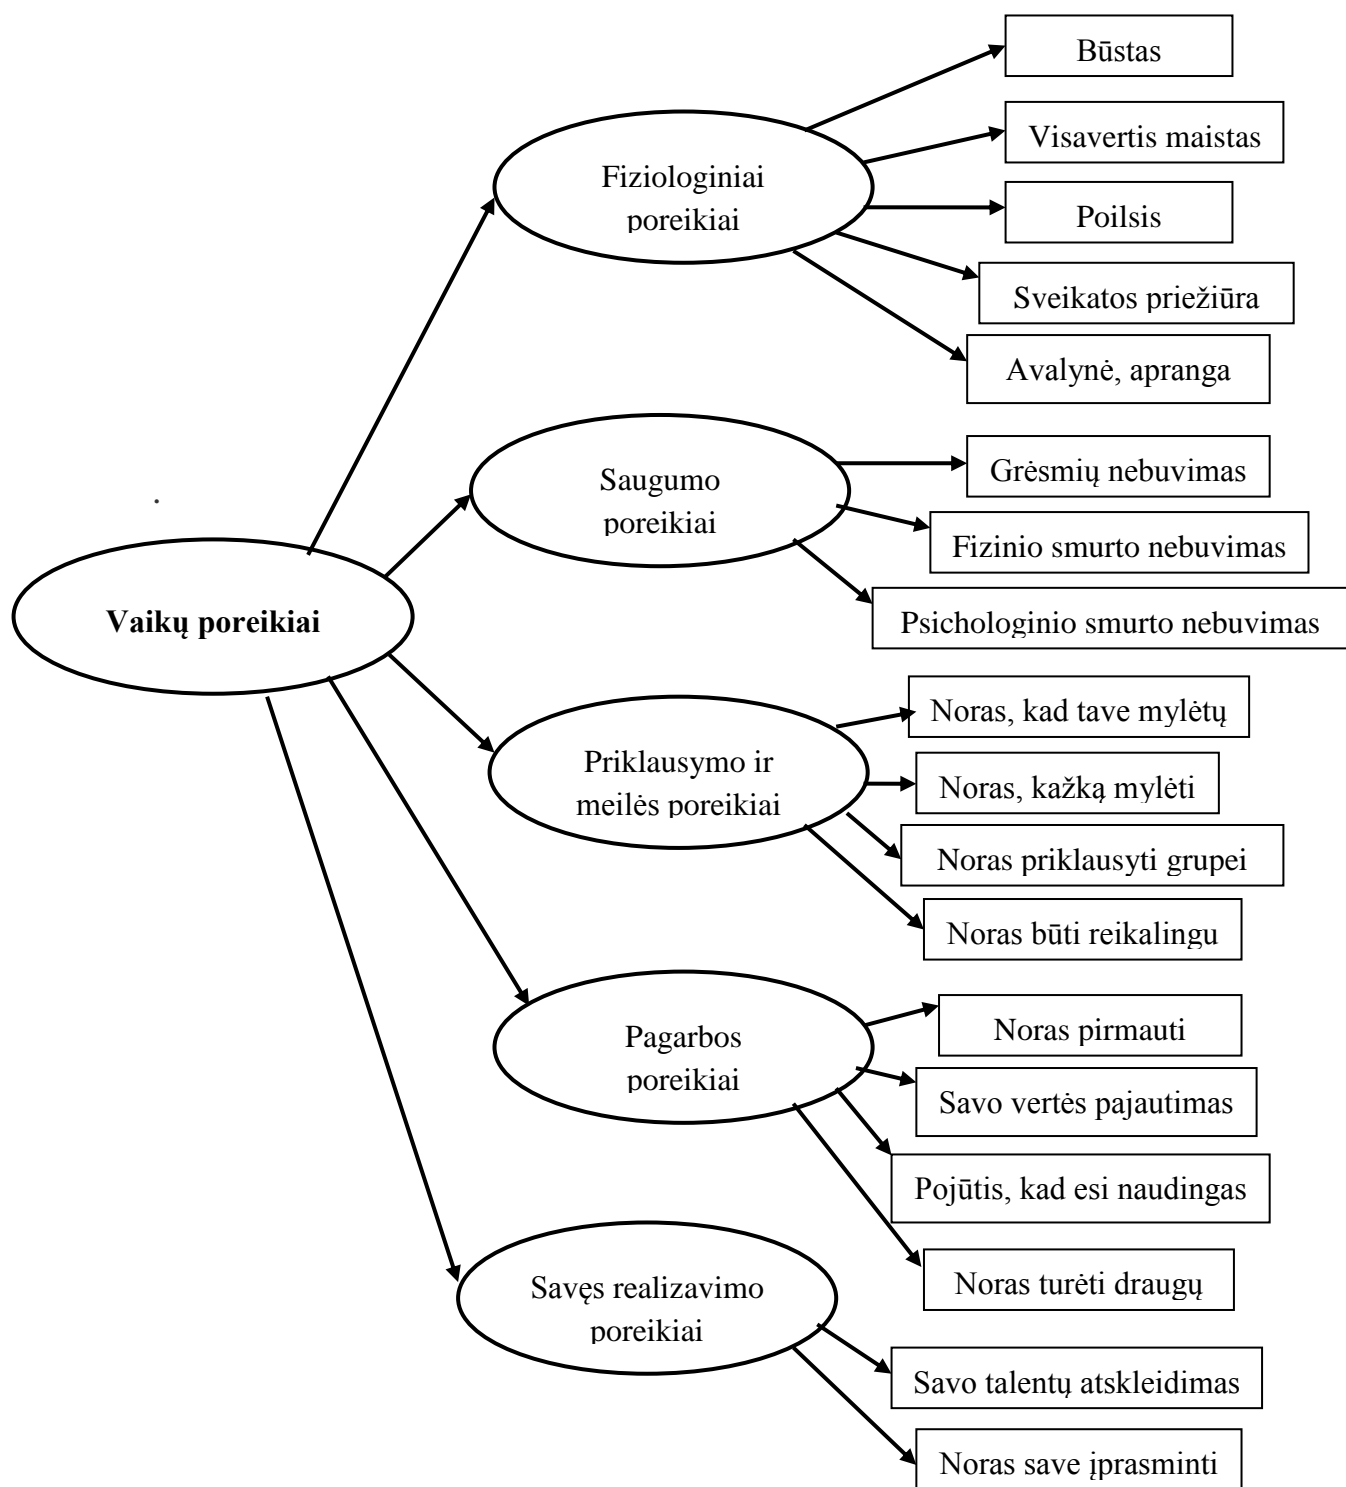 Vaikų poreikiai
Fiziologiniai
poreikiai
Būstas
Visavertis maistas
Poilsis
Sveikatos priežiūra
Avalynė, apranga
Saugumo
poreikiai
Grėsmių nebuvimas
Fizinio smurto nebuvimas
Psichologinio smurto nebuvimas
Priklausymo ir
meilės poreikiai
Noras, kad tave mylėtų
Noras, kažką mylėti
Noras priklausyti grupei
Noras būti reikalingu
Pagarbos
poreikiai
Noras pirmauti
Savo vertės pajautimas
Pojūtis, kad esi naudingas
Noras turėti draugų
Savęs realizavimo
poreikiai
Savo talentų atskleidimas
Noras save įprasminti